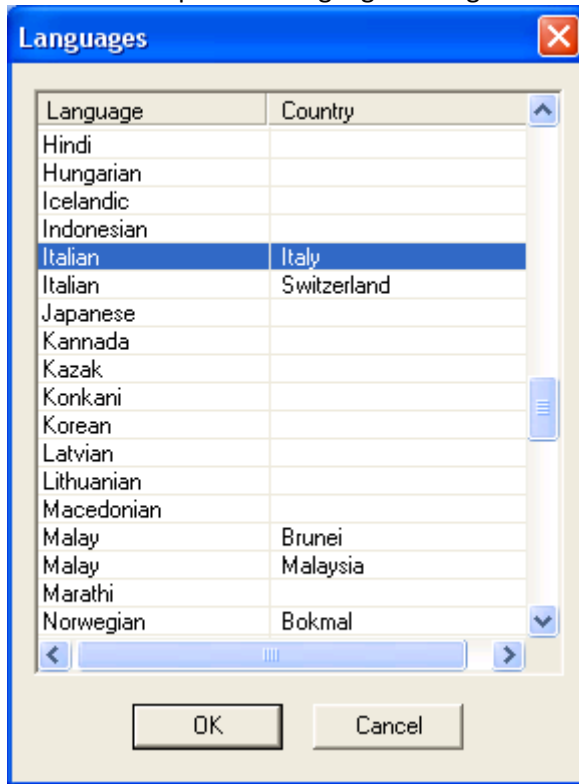 Languages
Language Country
Hindi
Hungarian
Icelandic
Indonesian
Italian Italy
Italian Switzerland
Japanese
Kannada
Kazak
Konkani
Korean
Latvian
Lithuanian
Macedonian
Malay Brunei
Malay Malaysia
Marathi
Norwegian Bokmal
OK Cancel